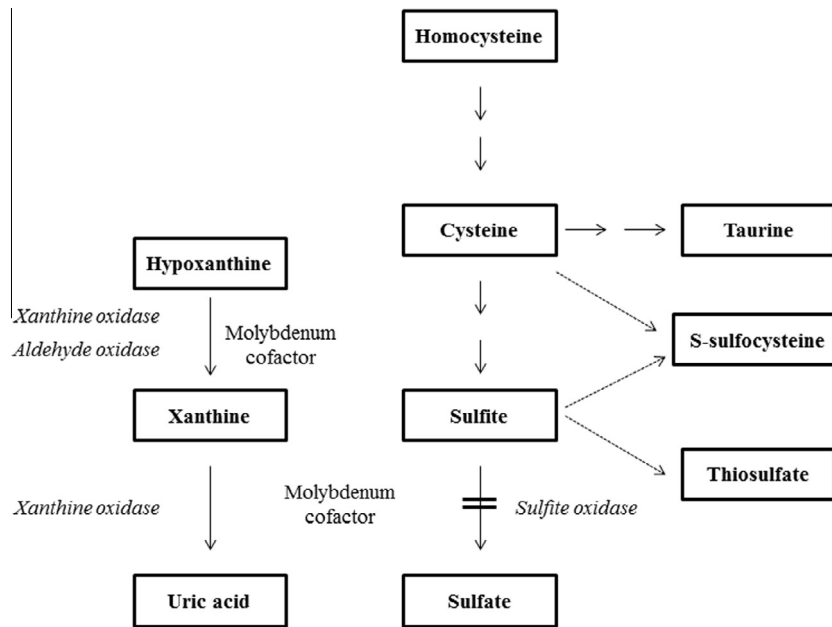 Homocysteine
Cysteine
Taurine
Hypoxanthine
Xanthine oxidase
Aldehyde oxidase
Molybdenum
cofactor
S-sulfocysteine
Xanthine
Sulfite
Thiosulfate
Xanthine oxidase
Molybdenum
cofactor
Sulfite oxidase
Uric acid
Sulfate